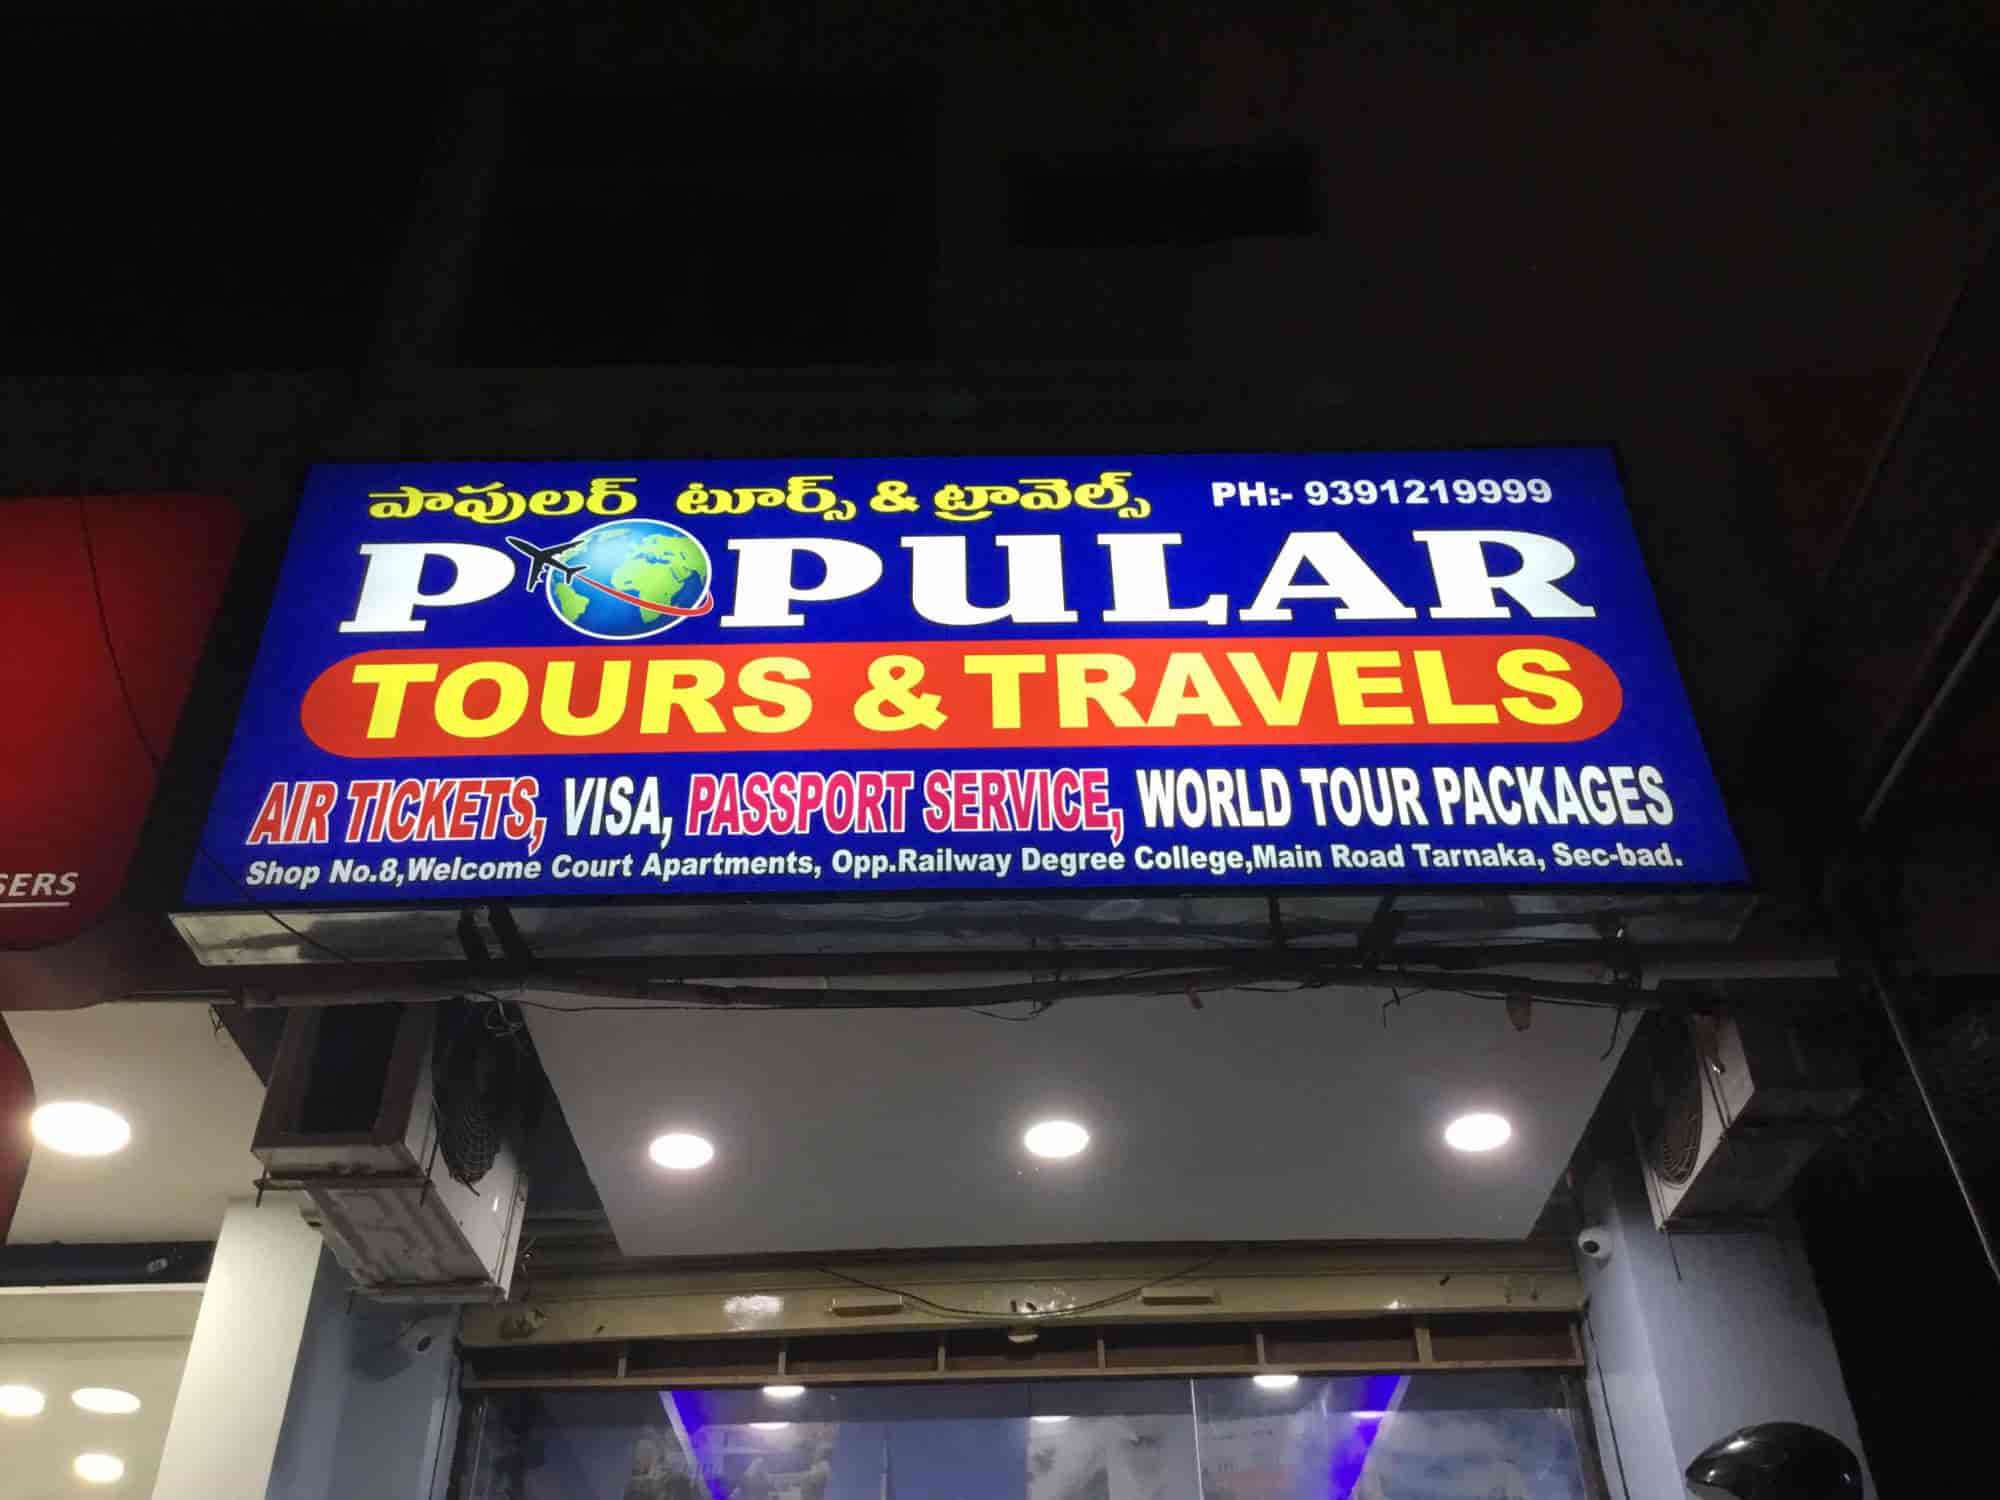 పాపులర్ టూర్స్ & ట్రావెల్స్ PH:- 9391219999
POPULAR
TOURS & TRAVELS
AIR TICKETS, VISA, PASSPORT SERVICE, WORLD TOUR PACKAGES
Shop No.8,Welcome Court Apartments, Opp.Railway Degree College,Main Road Tarnaka, Sec-bad.
SERS